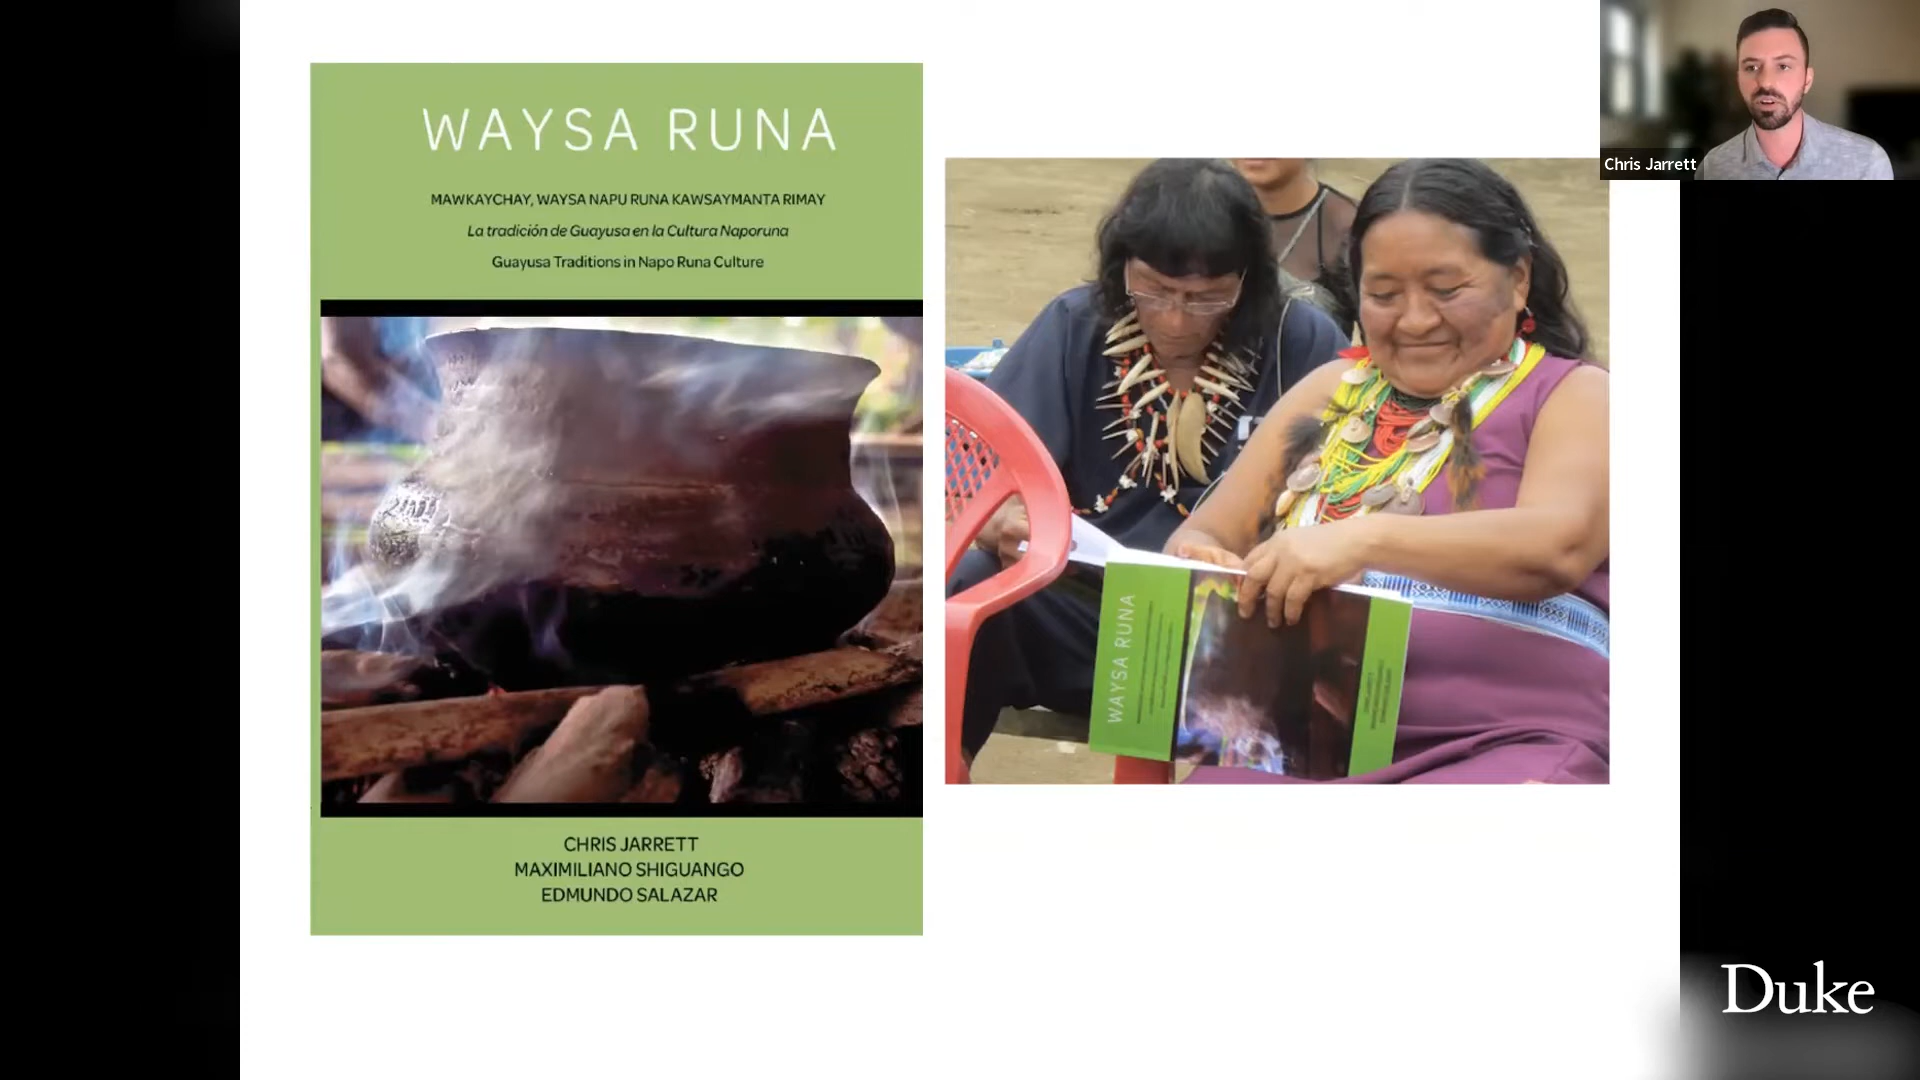 WAYSA RUNA
MAWKAYCHAY, WAYSA NAPU RUNA KAWSAYMANTA RIMAY
La tradición de Guayusa en la Cultura Naporuna
Guayusa Traditions in Napo Runa Culture
CHRIS JARRETT
MAXIMILIANO SHIGUANGO
EDMUNDO SALAZAR
WAYSA RUNA
Chris Jarrett
Duke